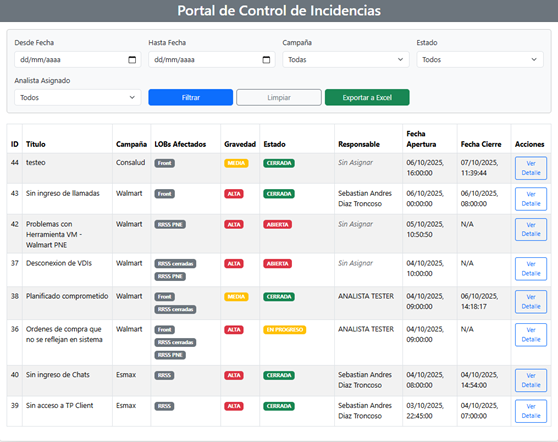 Portal de Control de Incidencias
Desde Fecha
Hasta Fecha
Campaña
Estado
dd/mm/aaaa
dd/mm/aaaa
Todas
Todos
Analista Asignado
Todos
Filtrar
Limpiar
Exportar a Excel
ID Título Campaña LOBs Afectados Gravedad Estado Responsable Fecha Apertura Fecha Cierre Acciones
44 testeo Consalud Front MEDIA CERRADA Sin Asignar 06/10/2025, 16:00:00 07/10/2025, 11:39:44 Ver Detalle
43 Sin ingreso de llamadas Walmart Front ALTA CERRADA Sebastian Andres Diaz Troncoso 06/10/2025, 00:00:00 06/10/2025, 08:00:00 Ver Detalle
42 Problemas con Herramienta VM - Walmart PNE Walmart RRSS PNE ALTA ABIERTA Sin Asignar 05/10/2025, 10:50:50 N/A Ver Detalle
37 Desconexion de VDIs Walmart RRSS cerradas RRSS PNE ALTA ABIERTA Sin Asignar 04/10/2025, 10:00:00 N/A Ver Detalle
38 Planificado comprometido Walmart Front RRSS cerradas MEDIA CERRADA ANALISTA TESTER 04/10/2025, 09:00:00 06/10/2025, 14:18:17 Ver Detalle
36 Ordenes de compra que no se reflejan en sistema Walmart Front RRSS cerradas RRSS PNE ALTA EN PROGRESO ANALISTA TESTER 04/10/2025, 09:00:00 N/A Ver Detalle
40 Sin ingreso de Chats Esmax RRSS ALTA CERRADA Sebastian Andres Diaz Troncoso 04/10/2025, 08:00:00 04/10/2025, 14:54:00 Ver Detalle
39 Sin acceso a TP Client Esmax RRSS ALTA CERRADA Sebastian Andres Diaz Troncoso 03/10/2025, 22:45:00 04/10/2025, 07:00:00 Ver Detalle